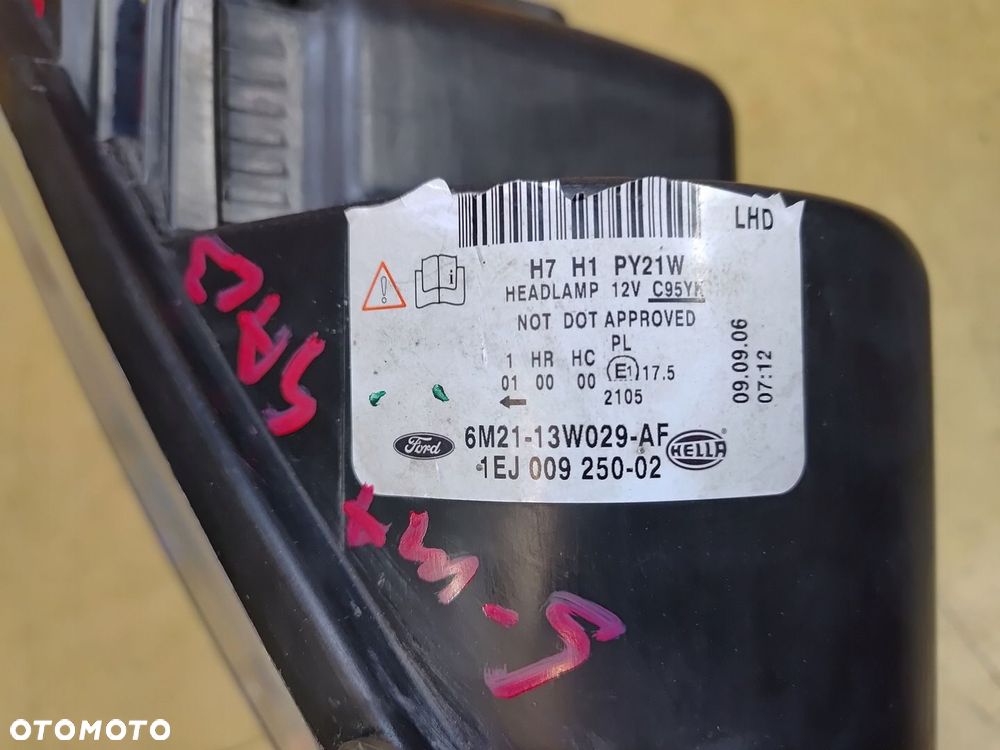 LHD
H7 H1 PY21W
HEADLAMP 12V C95YK
NOT DOT APPROVED
PL
1 HR HC
01 00 00 E1 17.5
2105
09.09.06
07:12
Ford
6M21-13W029-AF
HELLA
1EJ 009 250-02
S-MX
OTOMOTO